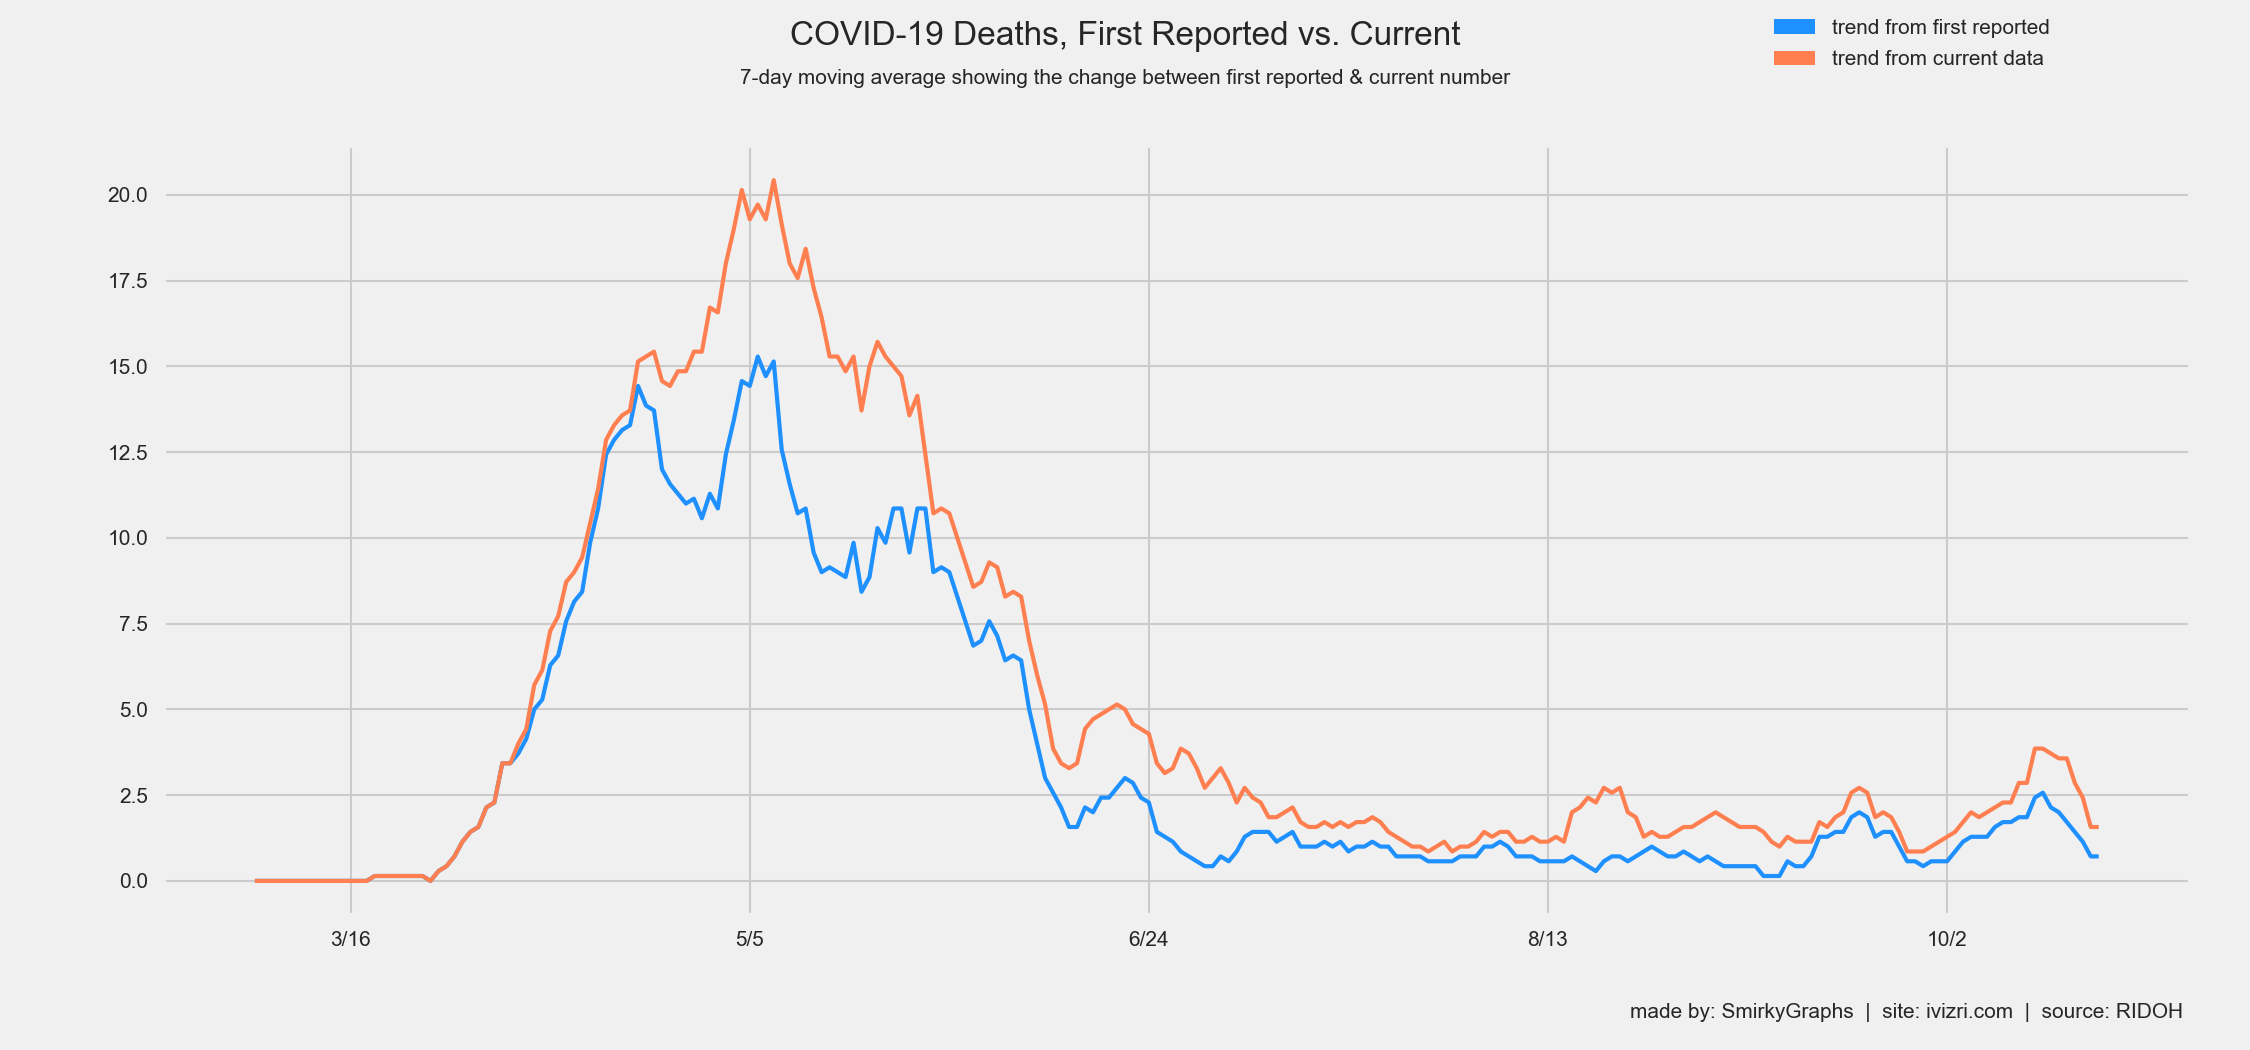 COVID-19 Deaths, First Reported vs. Current
7-day moving average showing the change between first reported & current number
trend from first reported
trend from current data
20.0
17.5
15.0
12.5
10.0
7.5
5.0
2.5
0.0
3/16 5/5 6/24 8/13 10/2
made by: SmirkyGraphs | site: ivizri.com | source: RIDOH